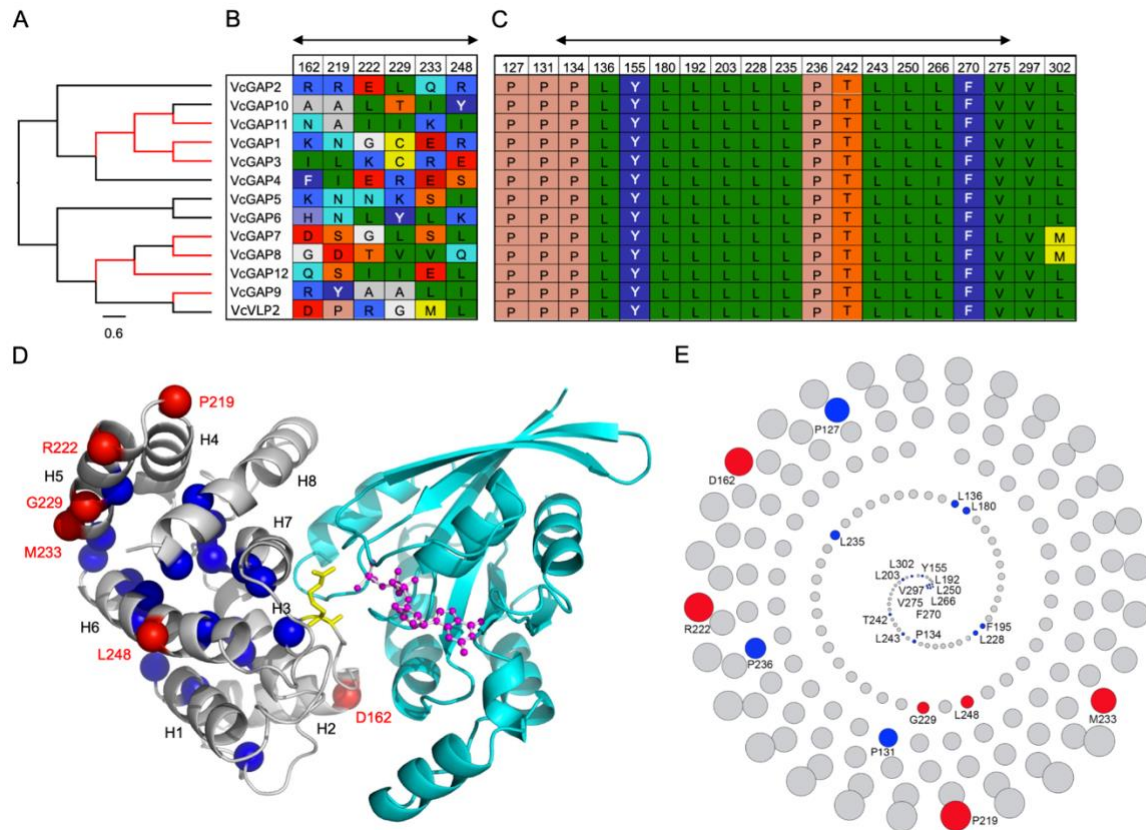 A
B
C
162 219 222 229 233 248
127 131 134 136 155 180 192 203 228 235 236 242 243 250 266 270 275 297 302
VcGAP2 R R E L Q R P P P L Y L L L L L P T L L L F V V L
VcGAP10 A A L T I Y P P P L Y L L L L L P T L L L F V V L
VcGAP11 N A I I K I P P P L Y L L L L L P T L L L F V V L
VcGAP1 K N G C E R P P P L Y L L L L L P T L L L F V V L
VcGAP3 I L K C R E P P P L Y L L L L L P T L L L F V V L
VcGAP4 F I E R E S P P P L Y L L L L L P T L L I F V V L
VcGAP5 K N N K S I P P P L Y L L L L L P T L L L F V V L
VcGAP6 H N L Y L K P P P L Y L L L L L P T L L L F V I L
VcGAP7 D S G L S L P P P L Y L L L L L P T L L L F L V M
VcGAP8 G D T V V Q P P P L Y L L L L L P T L L L F V V M
VcGAP12 Q S I I E L P P P L Y L L L L L P T L L L F V V L
VcGAP9 R Y A A L I P P P L Y L L L L L P T L L L F V V L
VcVLP2 D P R G M L P P P L Y L L L L L P T L L L F V V L
0.6
D
P219
R222
H4
H5
H8
G229
M233
H7
H3
H6
L248
D162
H1
H2
E
P127
D162
L136
L180
L235
L302
Y155
L203
L192
V297
L250
V275
L266
F270
T242
R222
L243
P134
F195
L228
P236
G229
L248
M233
P131
P219